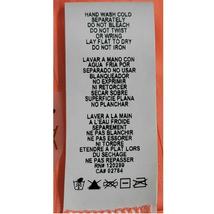 HAND WASH COLD
SEPARATELY
DO NOT BLEACH
DO NOT TWIST
OR WRING
LAY FLAT TO DRY
DO NOT IRON
LAVAR A MANO CON
AGUA FRIA POR
SEPARADO NO USAR
BLANQUEADOR
NO EXPRIMIR
NI RETORCER
SECAR SOBRE
SUPERFICIE PLANA
NO PLANCHAR
LAVER A LA MAIN
A L'EAU FROIDE
SEPAREMENT
NE PAS BLANCHIR
NE PAS ESSORER
NI TORDRE
ETENDRE A PLAT LORS
DU SECHAGE
NE PAS REPASSER
RN# 120299
CA# 02784